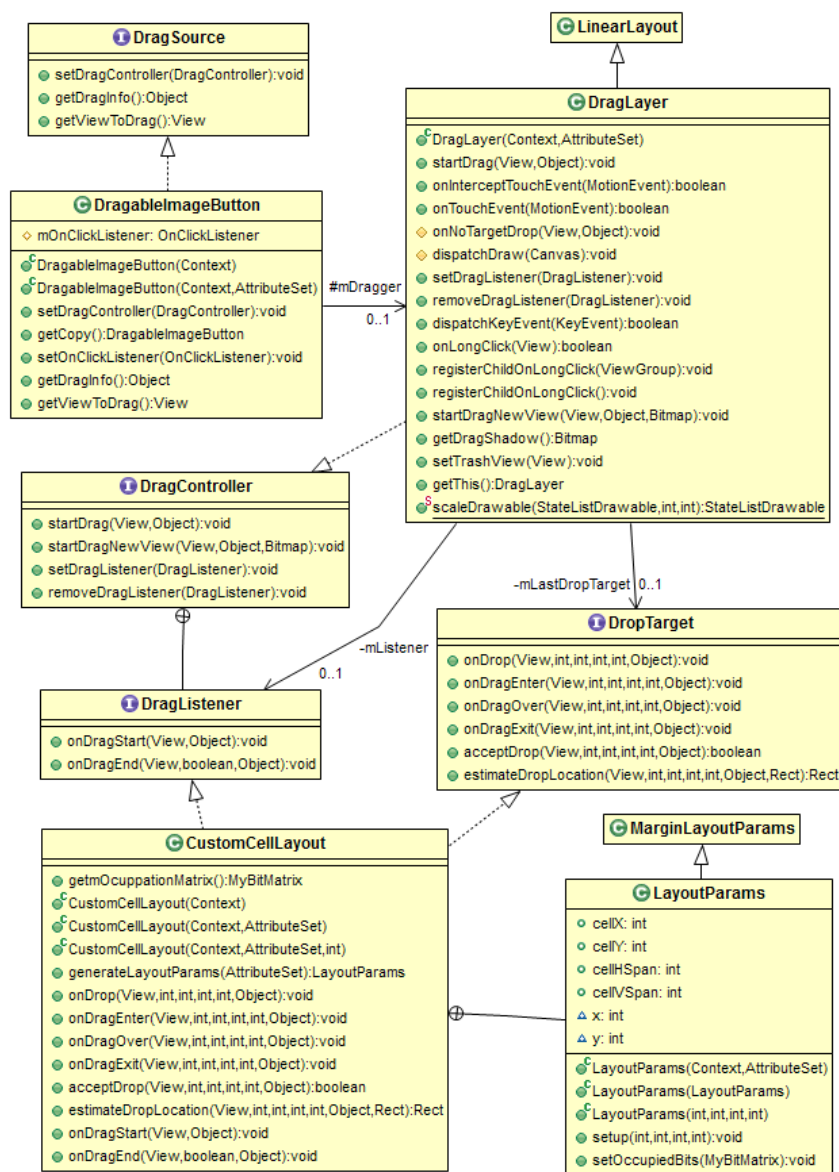 DragSource
setDragController(DragController):void
getDragInfo():Object
getViewToDrag():View
LinearLayout
DragLayer
DragLayer(Context,AttributeSet)
startDrag(View,Object):void
onInterceptTouchEvent(MotionEvent):boolean
onTouchEvent(MotionEvent):boolean
onNoTargetDrop(View,Object):void
dispatchDraw(Canvas):void
setDragListener(DragListener):void
removeDragListener(DragListener):void
dispatchKeyEvent(KeyEvent):boolean
onLongClick(View):boolean
registerChildOnLongClick(ViewGroup):void
registerChildOnLongClick():void
startDragNewView(View,Object,Bitmap):void
getDragShadow():Bitmap
setTrashView(View):void
getThis():DragLayer
scaleDrawable(StateListDrawable,int,int):StateListDrawable
DragableImageButton
mOnClickListener: OnClickListener
DragableImageButton(Context)
DragableImageButton(Context,AttributeSet)
setDragController(DragController):void
getCopy():DragableImageButton
setOnClickListener(OnClickListener):void
getDragInfo():Object
getViewToDrag():View
#mDragger
0..1
DragController
startDrag(View,Object):void
startDragNewView(View,Object,Bitmap):void
setDragListener(DragListener):void
removeDragListener(DragListener):void
-mLastDropTarget 0..1
-mListener
0..1
DropTarget
onDrop(View,int,int,int,int,Object):void
onDragEnter(View,int,int,int,int,Object):void
onDragOver(View,int,int,int,int,Object):void
onDragExit(View,int,int,int,int,Object):void
acceptDrop(View,int,int,int,int,Object):boolean
estimateDropLocation(View,int,int,int,int,Object,Rect):Rect
DragListener
onDragStart(View,Object):void
onDragEnd(View,boolean,Object):void
CustomCellLayout
getmOcuppationMatrix():MyBitMatrix
CustomCellLayout(Context)
CustomCellLayout(Context,AttributeSet)
CustomCellLayout(Context,AttributeSet,int)
generateLayoutParams(AttributeSet):LayoutParams
onDrop(View,int,int,int,int,Object):void
onDragEnter(View,int,int,int,int,Object):void
onDragOver(View,int,int,int,int,Object):void
onDragExit(View,int,int,int,int,Object):void
acceptDrop(View,int,int,int,int,Object):boolean
estimateDropLocation(View,int,int,int,int,Object,Rect):Rect
onDragStart(View,Object):void
onDragEnd(View,boolean,Object):void
MarginLayoutParams
LayoutParams
cellX: int
cellY: int
cellHSpan: int
cellVSpan: int
x: int
y: int
LayoutParams(Context,AttributeSet)
LayoutParams(LayoutParams)
LayoutParams(int,int,int,int)
setup(int,int,int,int):void
setOccupiedBits(MyBitMatrix):void